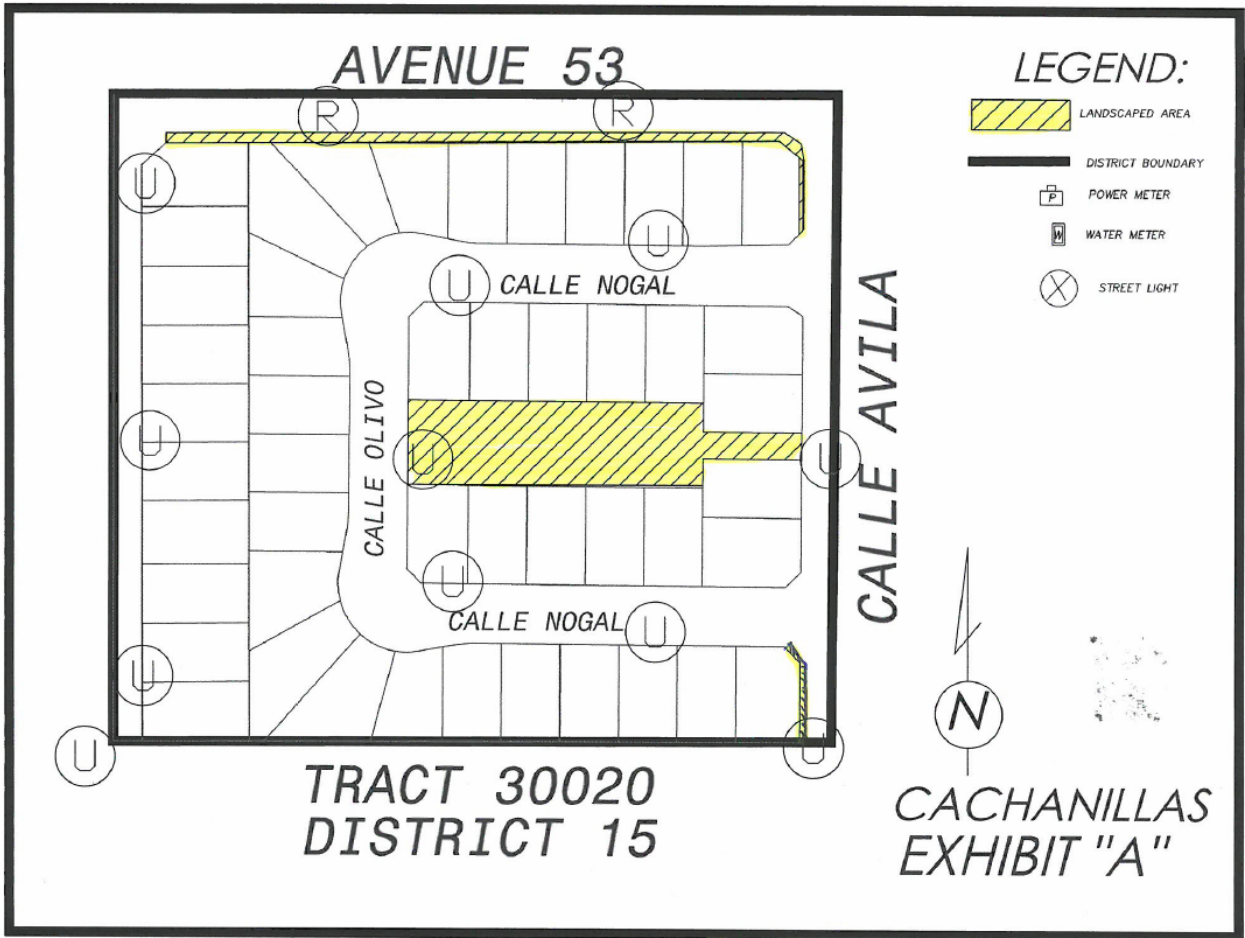 AVENUE 53
LEGEND:
LANDSCAPED AREA
DISTRICT BOUNDARY
P
POWER METER
W
WATER METER
X
STREET LIGHT
R
R
U
U
U
CALLE NOGAL
CALLE AVILA
CALLE OLIVO
U
U
U
U
CALLE NOGAL
U
U
U
U
N
TRACT 30020
DISTRICT 15
CACHANILLAS
EXHIBIT "A"